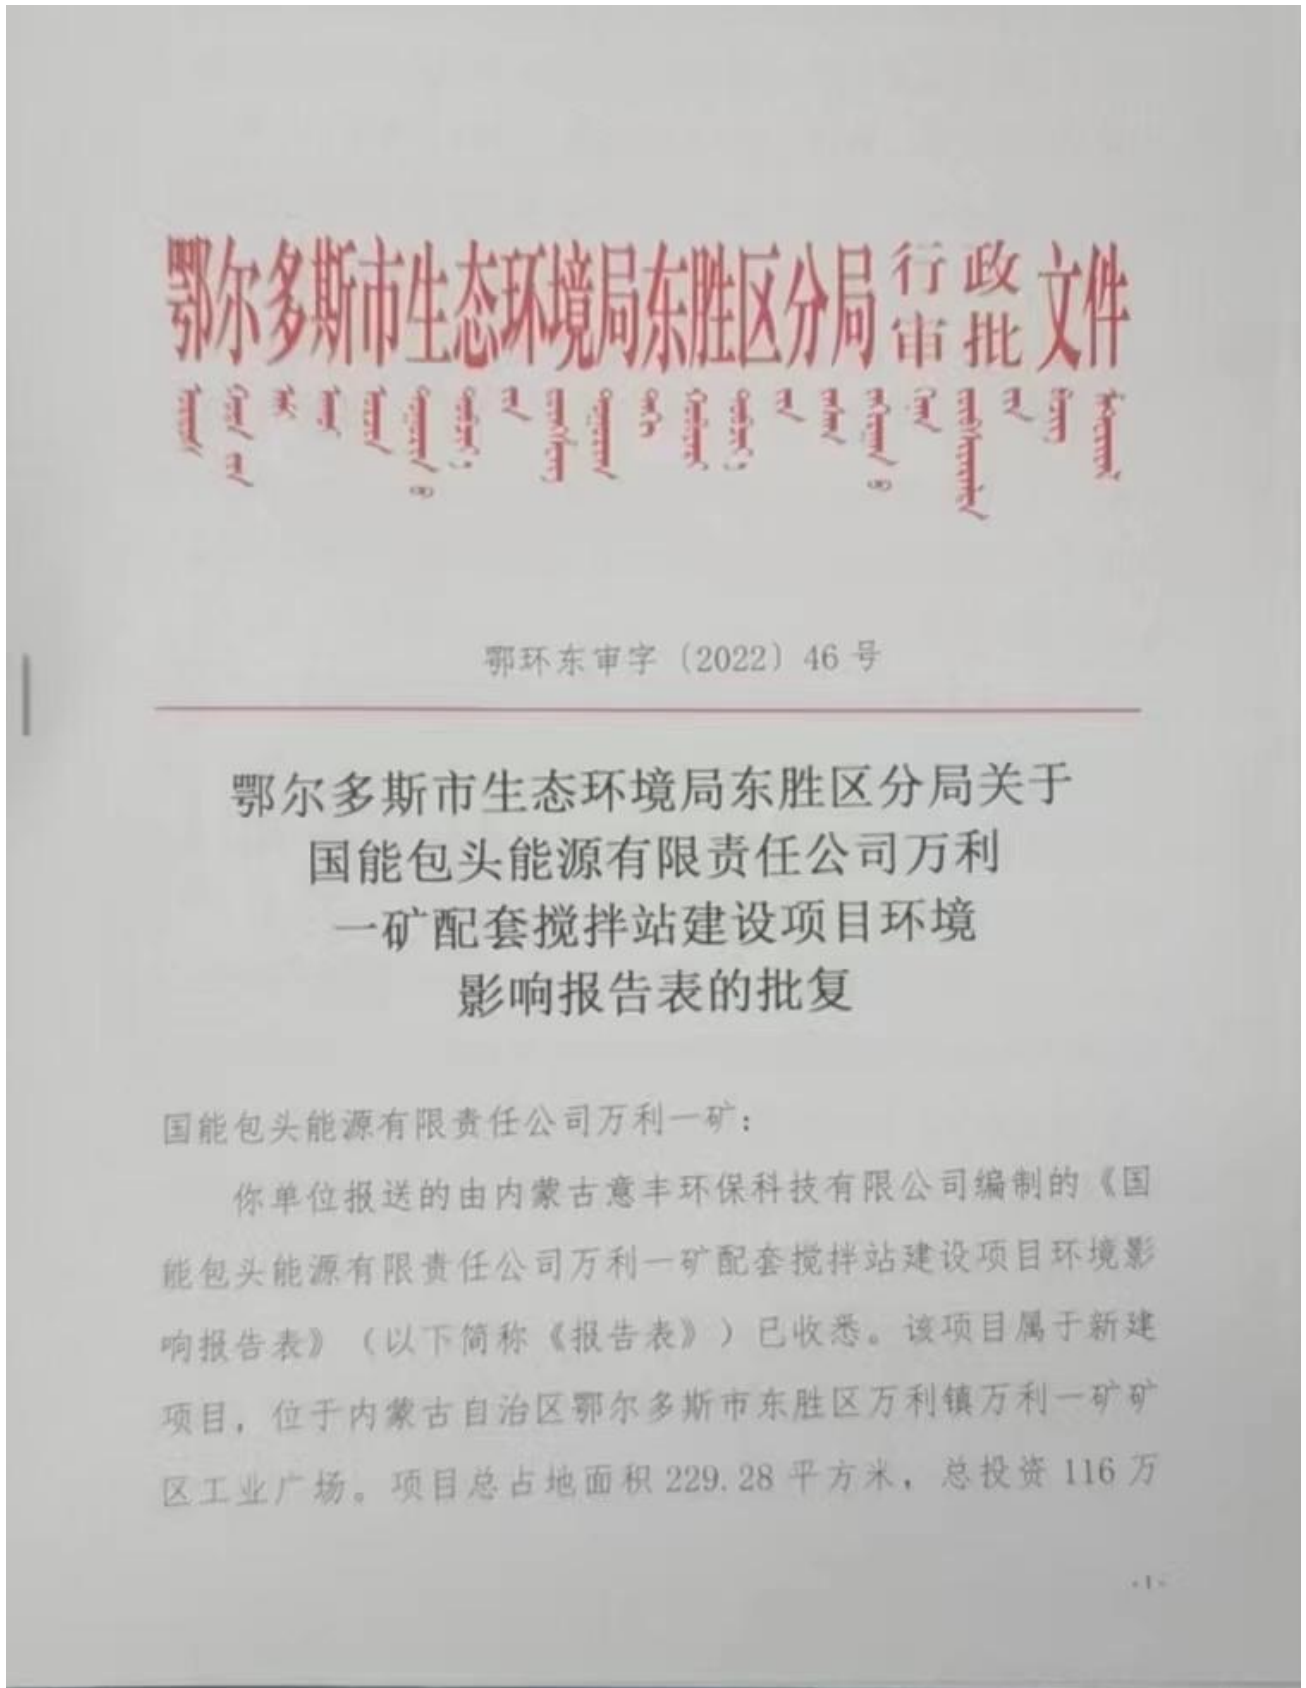 鄂尔多斯市生态环境局东胜区分局行政审批文件
鄂环东审字〔2022〕46号
鄂尔多斯市生态环境局东胜区分局关于
国能包头能源有限责任公司万利
一矿配套搅拌站建设项目环境
影响报告表的批复
国能包头能源有限责任公司万利一矿：
你单位报送的由内蒙古意丰环保科技有限公司编制的《国
能包头能源有限责任公司万利一矿配套搅拌站建设项目环境影
响报告表》（以下简称《报告表》）已收悉。该项目属于新建
项目，位于内蒙古自治区鄂尔多斯市东胜区万利镇万利一矿矿
区工业广场。项目总占地面积229.28平方米，总投资116万
·1·